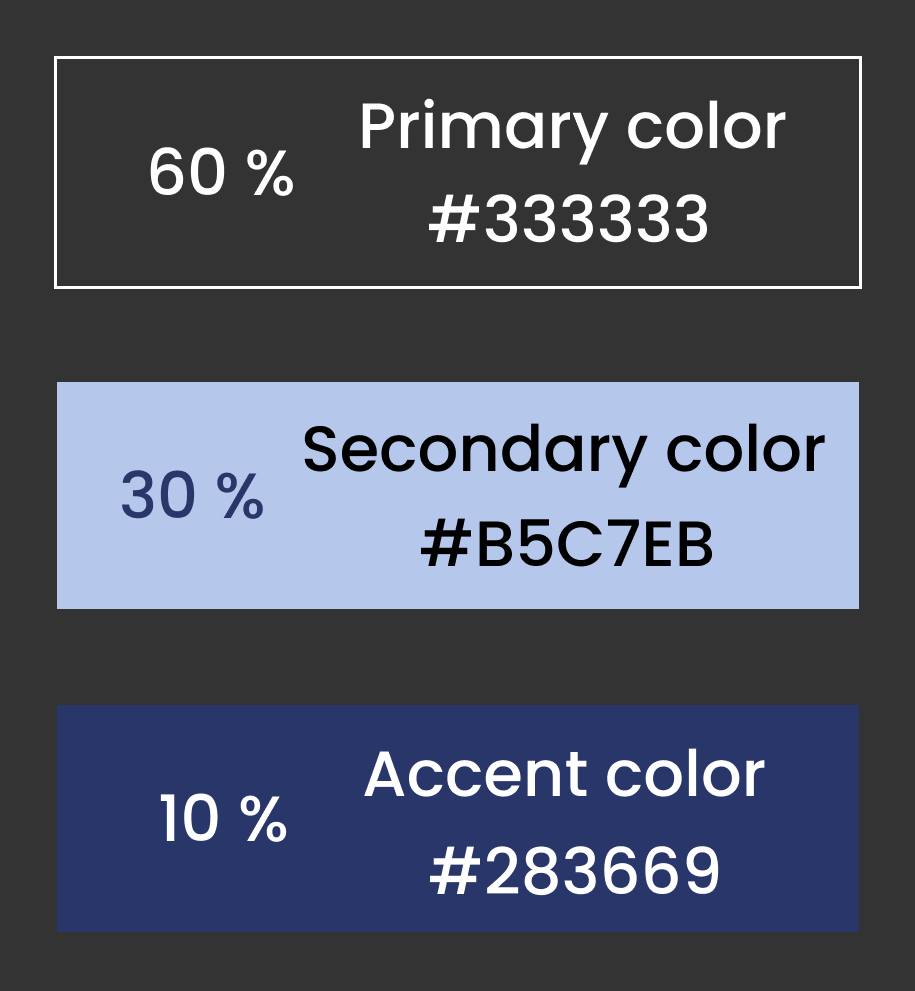 60 %
Primary color
#333333
30 %
Secondary color
#B5C7EB
10 %
Accent color
#283669